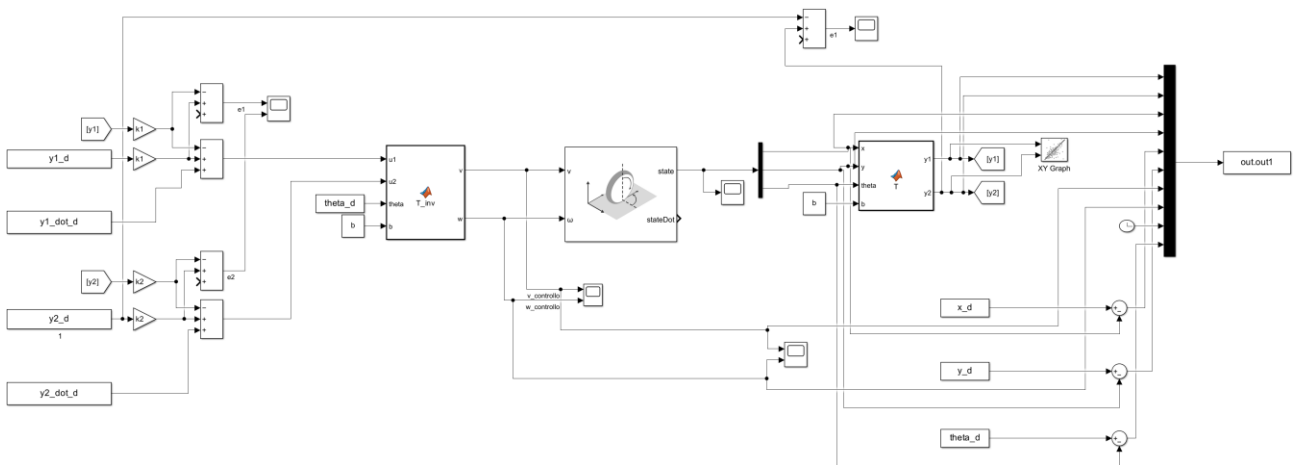 e1
e1
[y1]
k1
y1_d
k1
y1_dot_d
[y2]
k2
e2
y2_d
k2
1
y2_dot_d
u1
u2
theta
b
v
w
T_inv
theta_d
b
v
ω
state
stateDot
v_controllo
w_controllo
x
y
theta
b
y1
y2
T
b
[y1]
[y2]
XY Graph
x_d
y_d
theta_d
out.out1